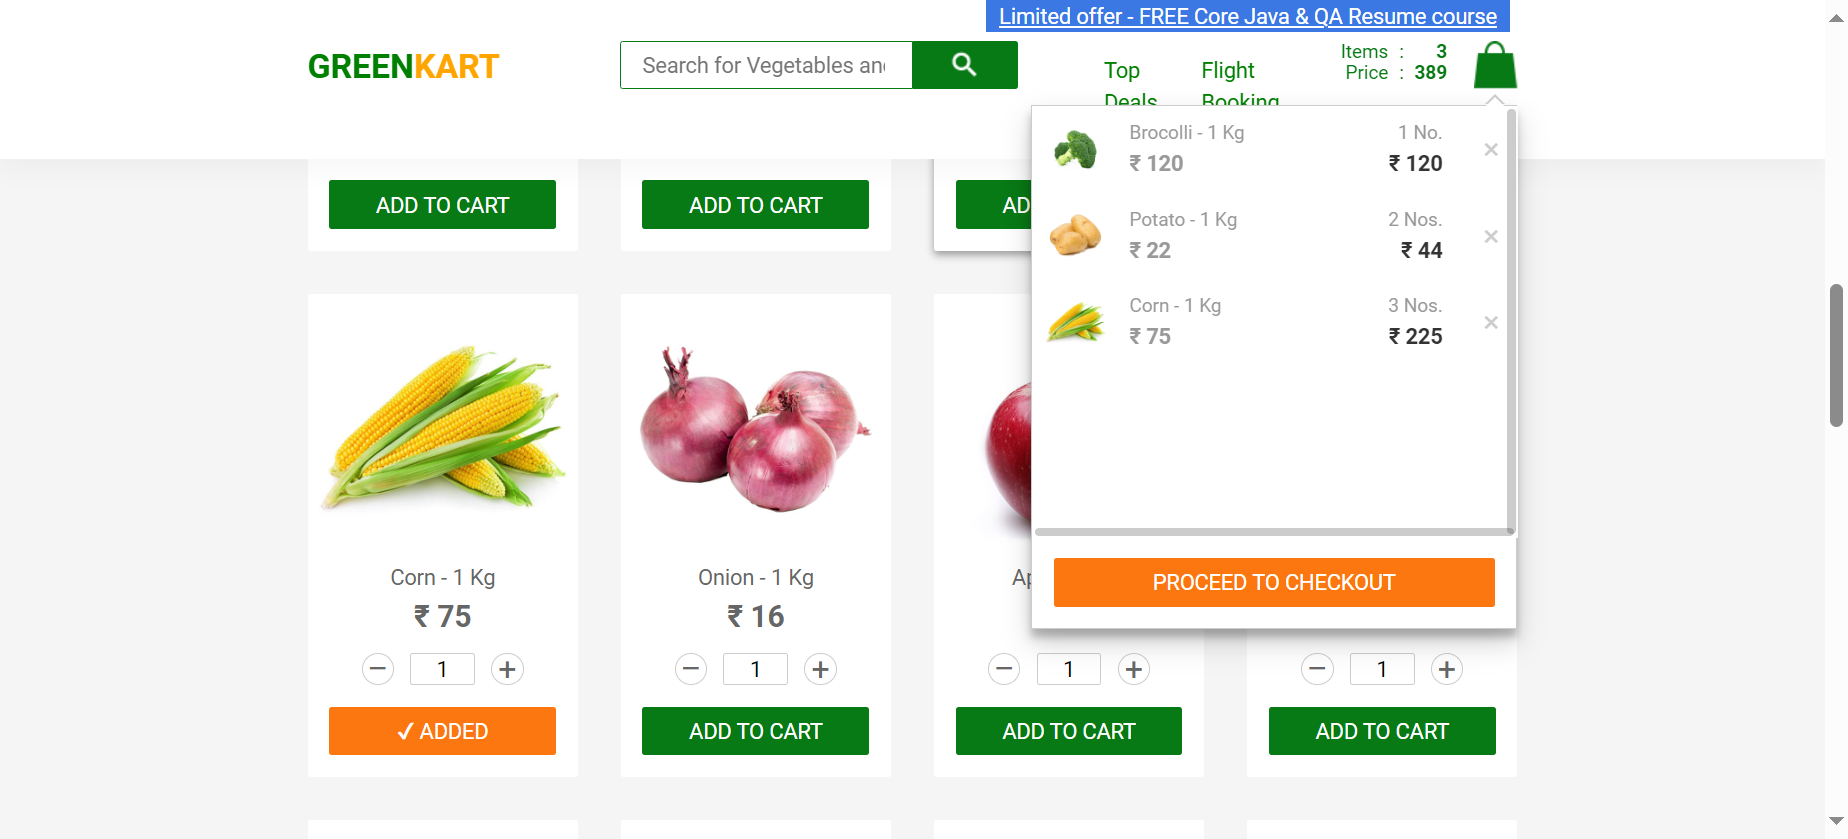 Limited offer - FREE Core Java & QA Resume course
GREENKART
Search for Vegetables an
Top
Deals
Flight
Booking
Items : 3
Price : 389
Brocolli - 1 Kg
₹ 120
1 No.
₹ 120
×
Potato - 1 Kg
₹ 22
2 Nos.
₹ 44
×
Corn - 1 Kg
₹ 75
3 Nos.
₹ 225
×
PROCEED TO CHECKOUT
ADD TO CART
ADD TO CART
AD
Corn - 1 Kg
₹ 75
− 1 +
✓ ADDED
Onion - 1 Kg
₹ 16
− 1 +
ADD TO CART
Ap
− 1 +
ADD TO CART
− 1 +
ADD TO CART